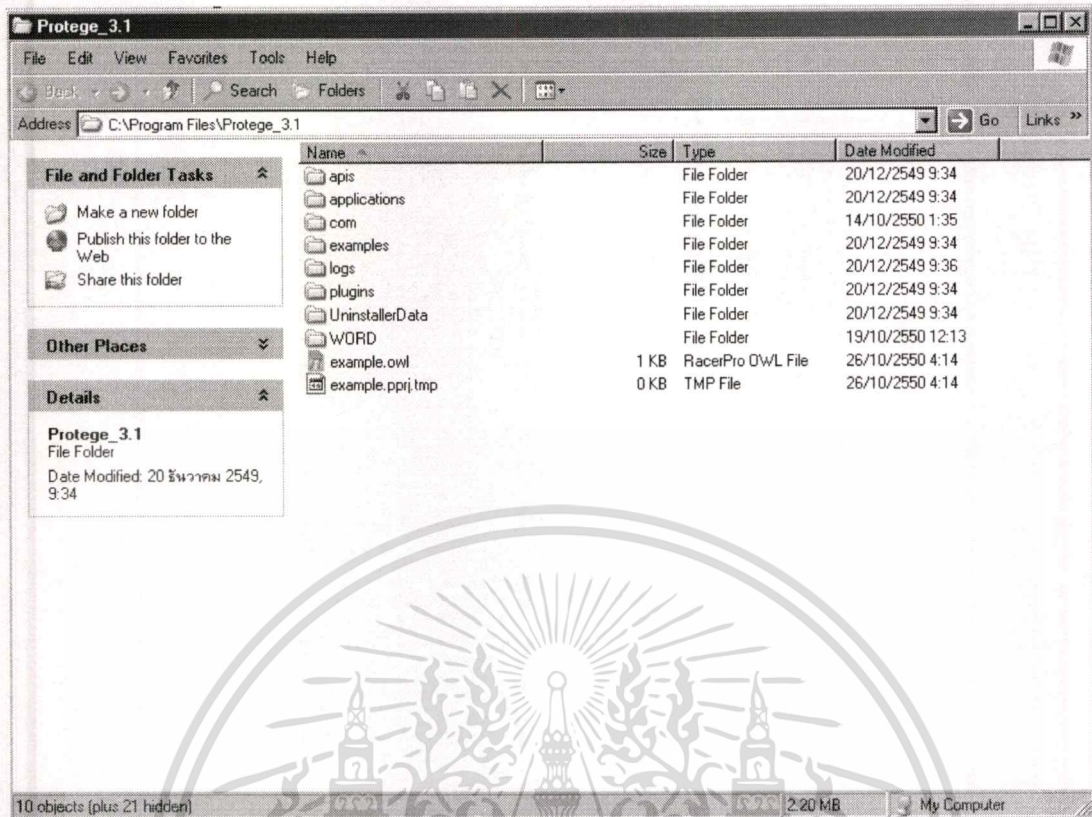 Protege_3.1
File Edit View Favorites Tools Help
Back Search Folders
Address C:\Program Files\Protege_3.1 Go Links »
File and Folder Tasks
Make a new folder
Publish this folder to the
Web
Share this folder
Other Places
Details
Protege_3.1
File Folder
Date Modified: 20 ธันวาคม 2549,
9:34
Name Size Type Date Modified
apis File Folder 20/12/2549 9:34
applications File Folder 20/12/2549 9:34
com File Folder 14/10/2550 1:35
examples File Folder 20/12/2549 9:34
logs File Folder 20/12/2549 9:36
plugins File Folder 20/12/2549 9:34
UninstallerData File Folder 20/12/2549 9:34
WORD File Folder 19/10/2550 12:13
example.owl 1 KB RacerPro OWL File 26/10/2550 4:14
example.pprj.tmp 0 KB TMP File 26/10/2550 4:14
10 objects (plus 21 hidden) 2.20 MB My Computer